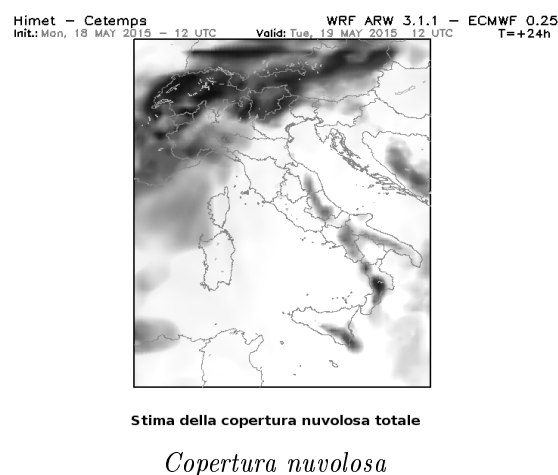 Himet – Cetemps WRF ARW 3.1.1 – ECMWF 0.25
Init.: Mon, 18 MAY 2015 – 12 UTC Valid: Tue, 19 MAY 2015 12 UTC T=+24h
Stima della copertura nuvolosa totale
Copertura nuvolosa